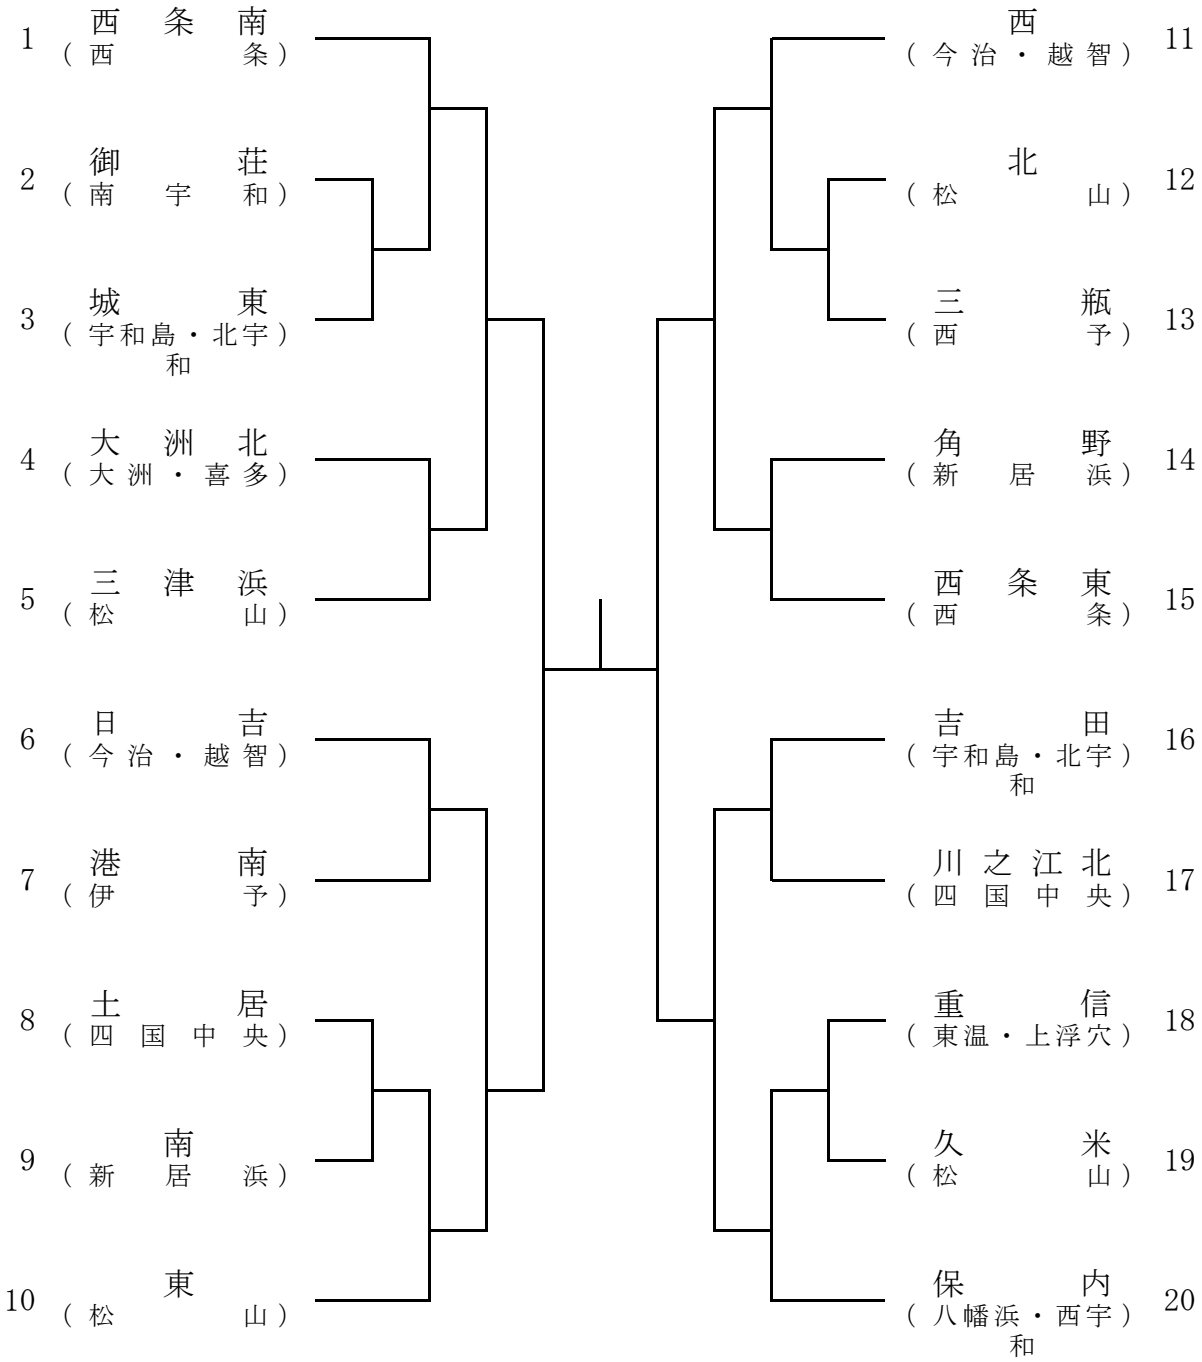 1 西条南
(西条)
2 御荘
(南宇和)
3 城東
(宇和島・北宇
和)
4 大洲北
(大洲・喜多)
5 三津浜
(松山)
6 日吉
(今治・越智)
7 港南
(伊予)
8 土居
(四国中央)
9 南
(新居浜)
10 東
(松山)
西 11
(今治・越智)
北 12
(松山)
三瓶 13
(西予)
角野 14
(新居浜)
西条東 15
(西条)
吉田 16
(宇和島・北宇
和)
川之江北 17
(四国中央)
重信 18
(東温・上浮穴)
久米 19
(松山)
保内 20
(八幡浜・西宇
和)